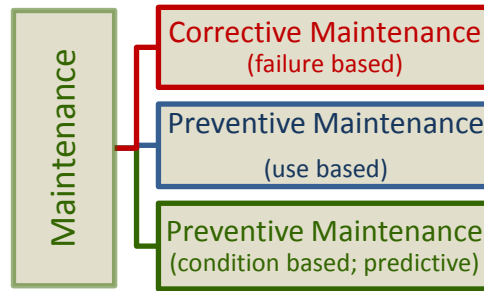 Maintenance
Corrective Maintenance
(failure based)
Preventive Maintenance
(use based)
Preventive Maintenance
(condition based; predictive)